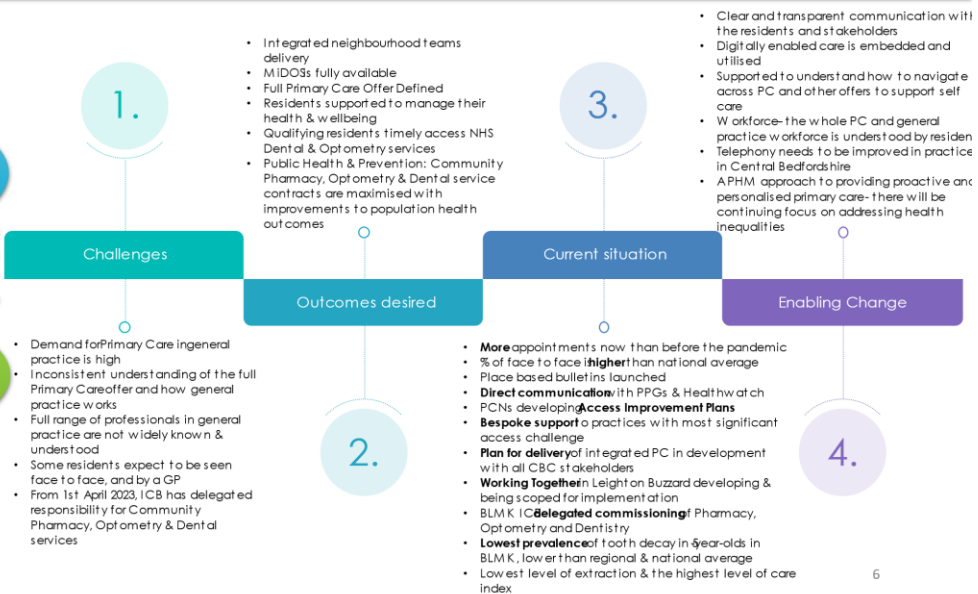 1.
Challenges
• Demand forPrimary Care ingeneral
practice is high
• Inconsistent understanding of the full
Primary Careoffer and how general
practice works
• Full range of professionals in general
practice are not widely known &
understood
• Some residents expect to be seen
face to face, and by a GP
• From 1st April 2023, ICB has delegated
responsibility for Community
Pharmacy, Optometry & Dental
services
• Integrated neighbourhood teams
delivery
• MiDOSis fully available
• Full Primary Care Offer Defined
• Residents supported to manage their
health & wellbeing
• Qualifying residents timely access NHS
Dental & Optometry services
• Public Health & Prevention: Community
Pharmacy, Optometry & Dental service
contracts are maximised with
improvements to population health
outcomes
Outcomes desired
2.
3.
Current situation
• More appointments now than before the pandemic
• % of face to face is higher than national average
• Place based bulletins launched
• Direct communication with PPGs & Healthwatch
• PCNs developing Access Improvement Plans
• Bespoke support to practices with most significant
access challenge
• Plan for delivery of integrated PC in development
with all CBC stakeholders
• Working Together in Leighton Buzzard developing &
being scoped for implementation
• BLMK ICB delegated commissioning of Pharmacy,
Optometry and Dentistry
• Lowest prevalence of tooth decay in 5-year-olds in
BLMK, lower than regional & national average
• Lowest level of extraction & the highest level of care
index
• Clear and transparent communication with
the residents and stakeholders
• Digitally enabled care is embedded and
utilised
• Supported to understand how to navigate
across PC and other offers to support self
care
• Workforce- the whole PC and general
practice workforce is understood by
• Telephony needs to be improved in practice
in Central Bedfordshire
• A PHM approach to providing proactive and
personalised primary care- there will be
continuing focus on addressing health
inequalities
Enabling Change
4.
6